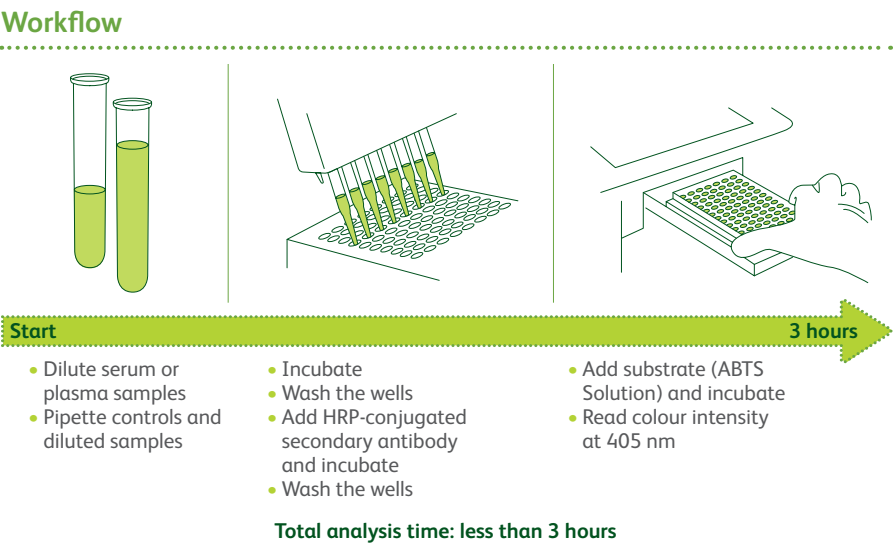 Workflow
Start
3 hours
• Dilute serum or
plasma samples
• Pipette controls and
diluted samples
• Incubate
• Wash the wells
• Add HRP-conjugated
secondary antibody
and incubate
• Wash the wells
• Add substrate (ABTS
Solution) and incubate
• Read colour intensity
at 405 nm
Total analysis time: less than 3 hours